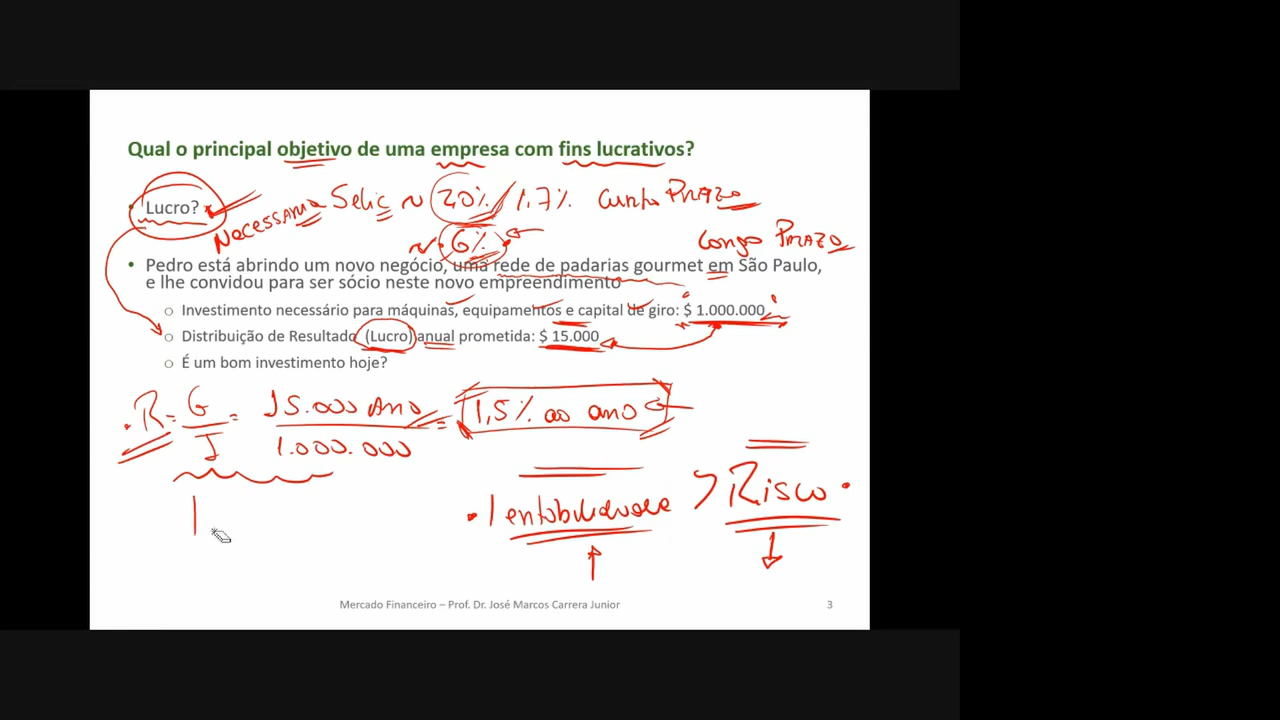 Qual o principal objetivo de uma empresa com fins lucrativos?
• Lucro? Necessária Selic ~ 20% / 1,7% Curto PRAZO
~ 6% Longo PRAZO
• Pedro está abrindo um novo negócio, uma rede de padarias gourmet em São Paulo,
e lhe convidou para ser sócio neste novo empreendimento
○ Investimento necessário para máquinas, equipamentos e capital de giro: $ 1.000.000
○ Distribuição de Resultado (Lucro) anual prometida: $ 15.000
○ É um bom investimento hoje?
R = G = 15.000 Ano = 1,5% ao ano
I 1.000.000
> Risco
Mercado Financeiro – Prof. Dr. José Marcos Carrera Junior 3